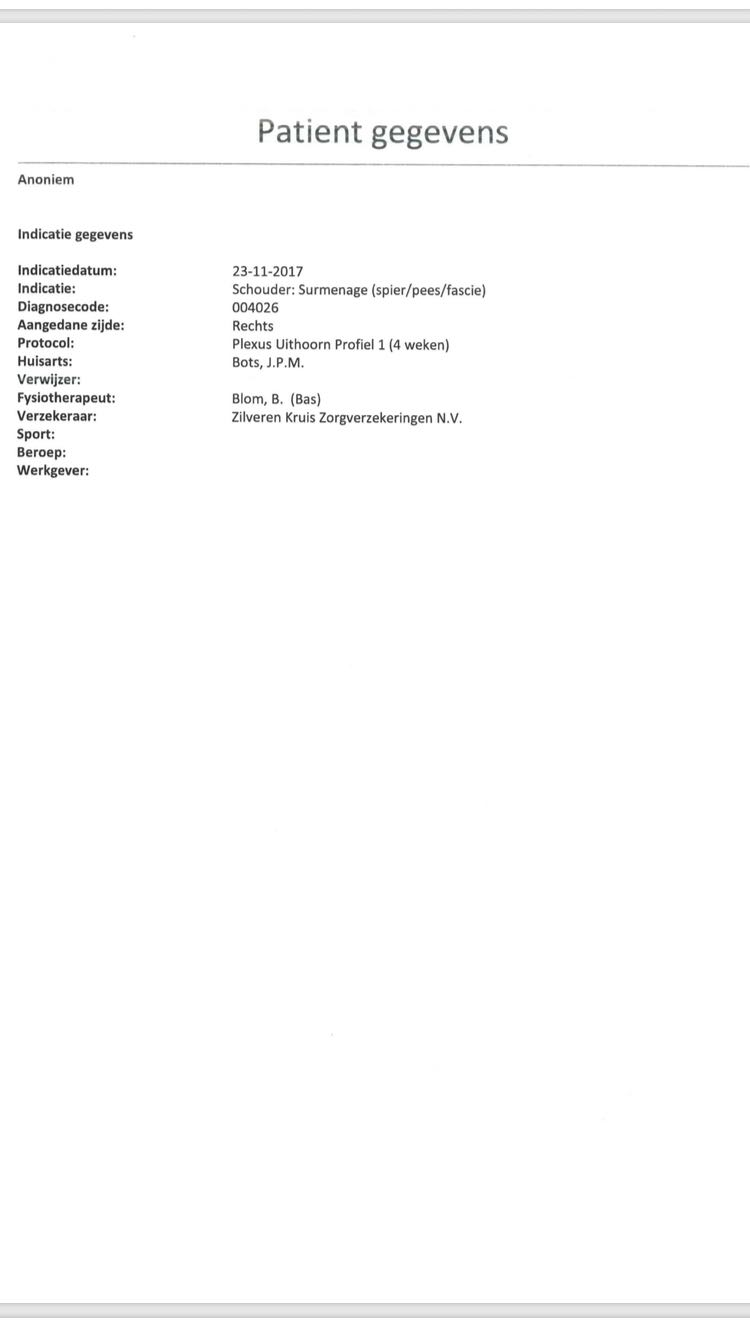 Patient gegevens
Anoniem
Indicatie gegevens
Indicatiedatum: 23-11-2017
Indicatie: Schouder: Surmenage (spier/pees/fascie)
Diagnosecode: 004026
Aangedane zijde: Rechts
Protocol: Plexus Uithoorn Profiel 1 (4 weken)
Huisarts: Bots, J.P.M.
Verwijzer:
Fysiotherapeut: Blom, B. (Bas)
Verzekeraar: Zilveren Kruis Zorgverzekeringen N.V.
Sport:
Beroep:
Werkgever: